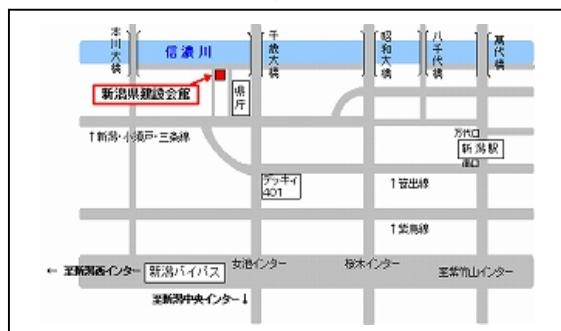 本川大橋
信濃川
千歳大橋
昭和大橋
八千代橋
萬代橋
新潟県建設会館
県庁
↑新潟・小須戸・三条線
万代口
新潟駅
南口
デッキィ
401
↑笹出線
↑紫鳥線
← 至新潟西インター
新潟バイパス
女池インター
桜木インター
至紫竹山インター
至新潟中央インター↓